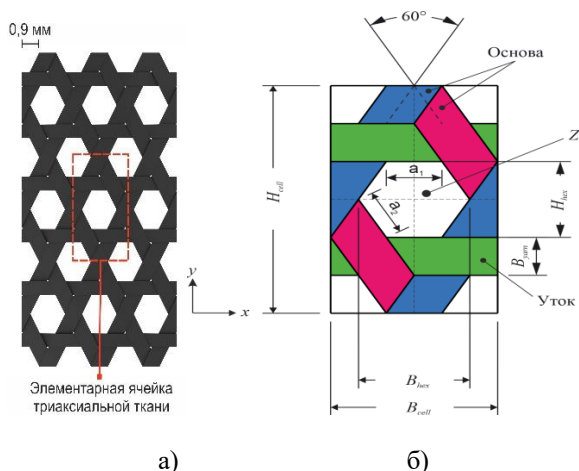 0,9 мм
y
x
Элементарная ячейка
триаксиальной ткани
а)
60°
Основа
Z
a₁
a₂
H_cell
H_hex
B_yarn
Уток
B_hex
B_cell
б)